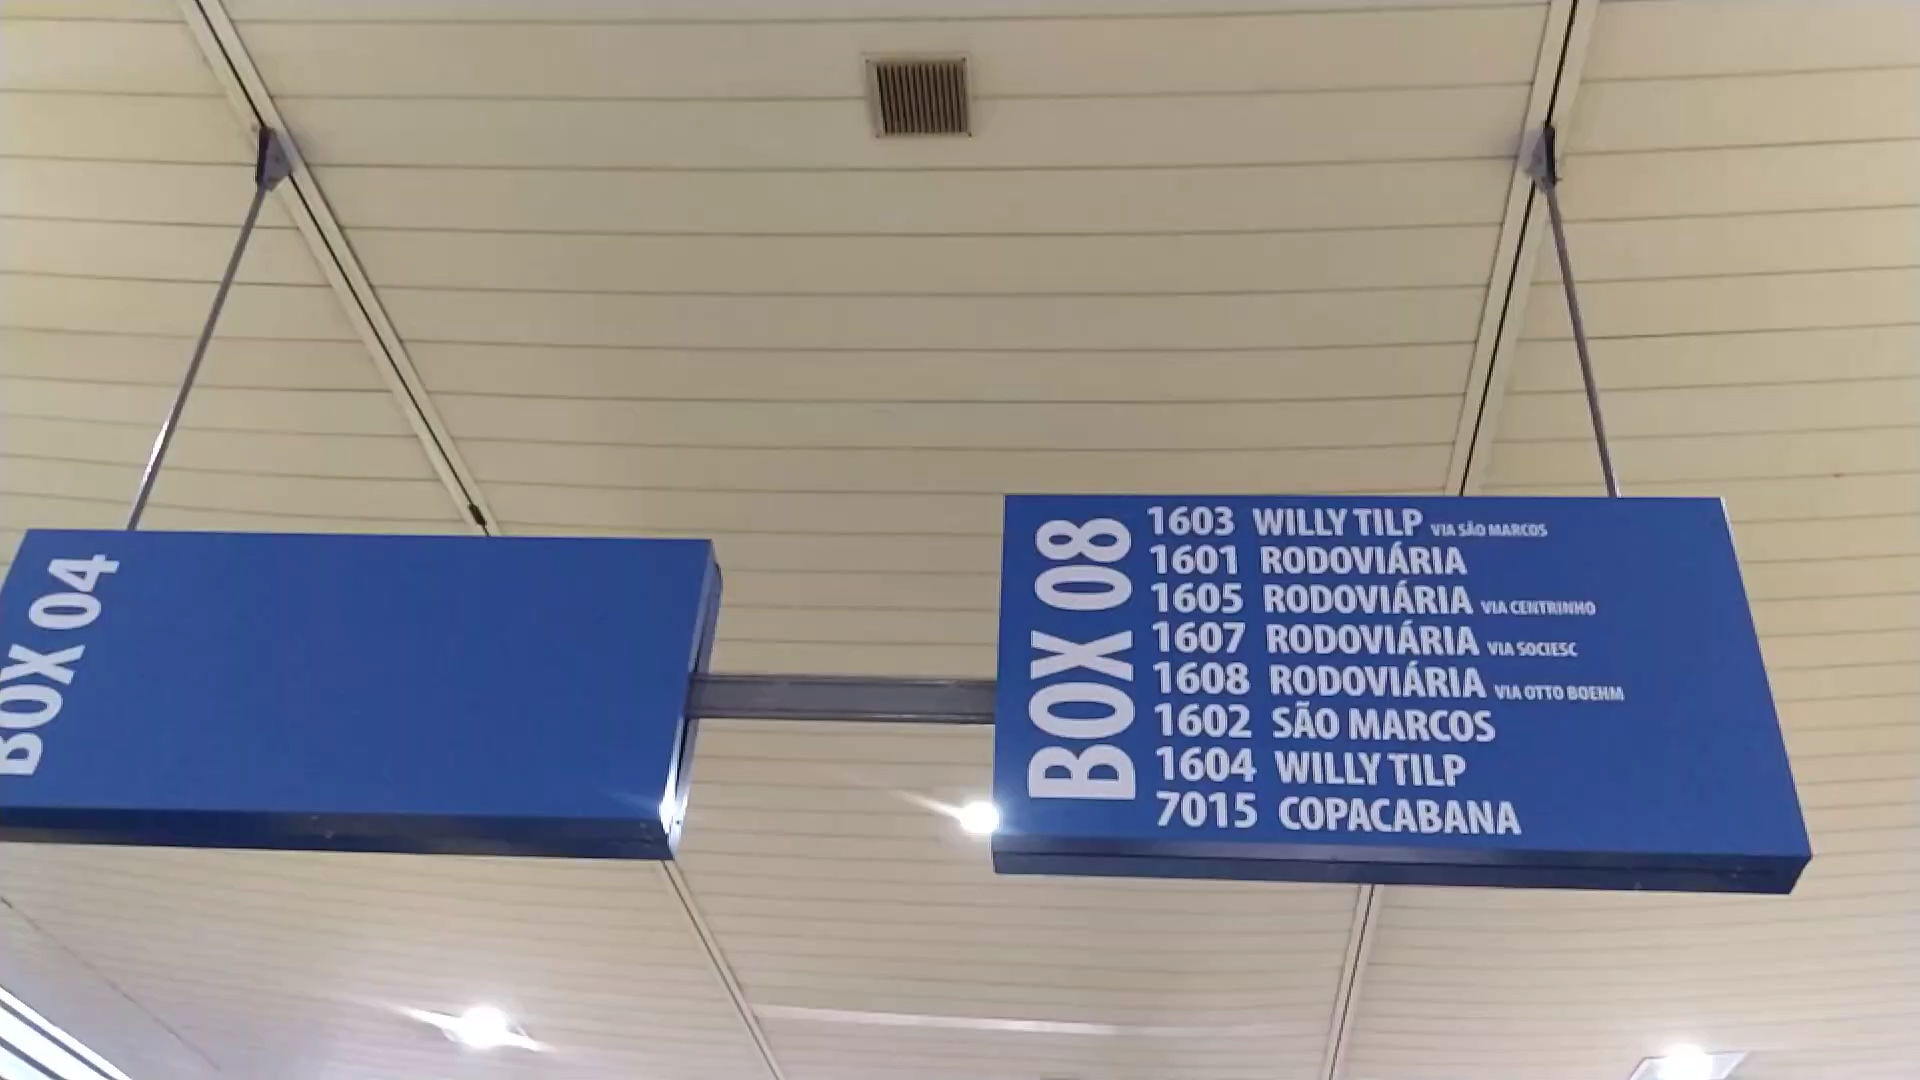 BOX 04
BOX 08
1603 WILLY TILP VIA SÃO MARCOS
1601 RODOVIÁRIA
1605 RODOVIÁRIA VIA CENTRINHO
1607 RODOVIÁRIA VIA SOCIESC
1608 RODOVIÁRIA VIA OTTO BOEHM
1602 SÃO MARCOS
1604 WILLY TILP
7015 COPACABANA